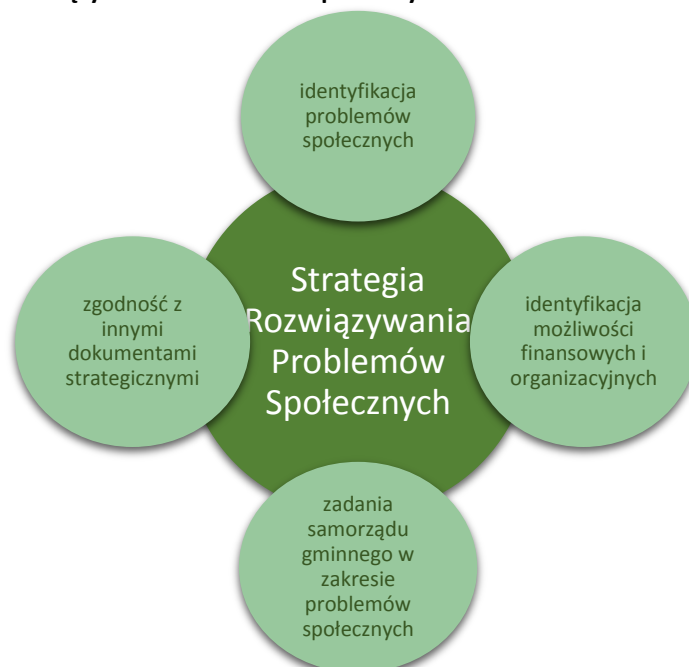 identyfikacja
problemów
społecznych
zgodność z
innymi
dokumentami
strategicznymi
Strategia
Rozwiązywania
Problemów
Społecznych
identyfikacja
możliwości
finansowych i
organizacyjnych
zadania
samorządu
gminnego w
zakresie
problemów
społecznych